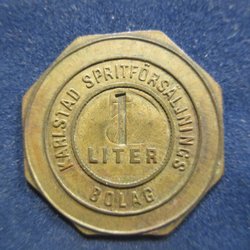 KARLSTAD SPRITFÖRSÄLJNINGS
BOLAG
1
LITER